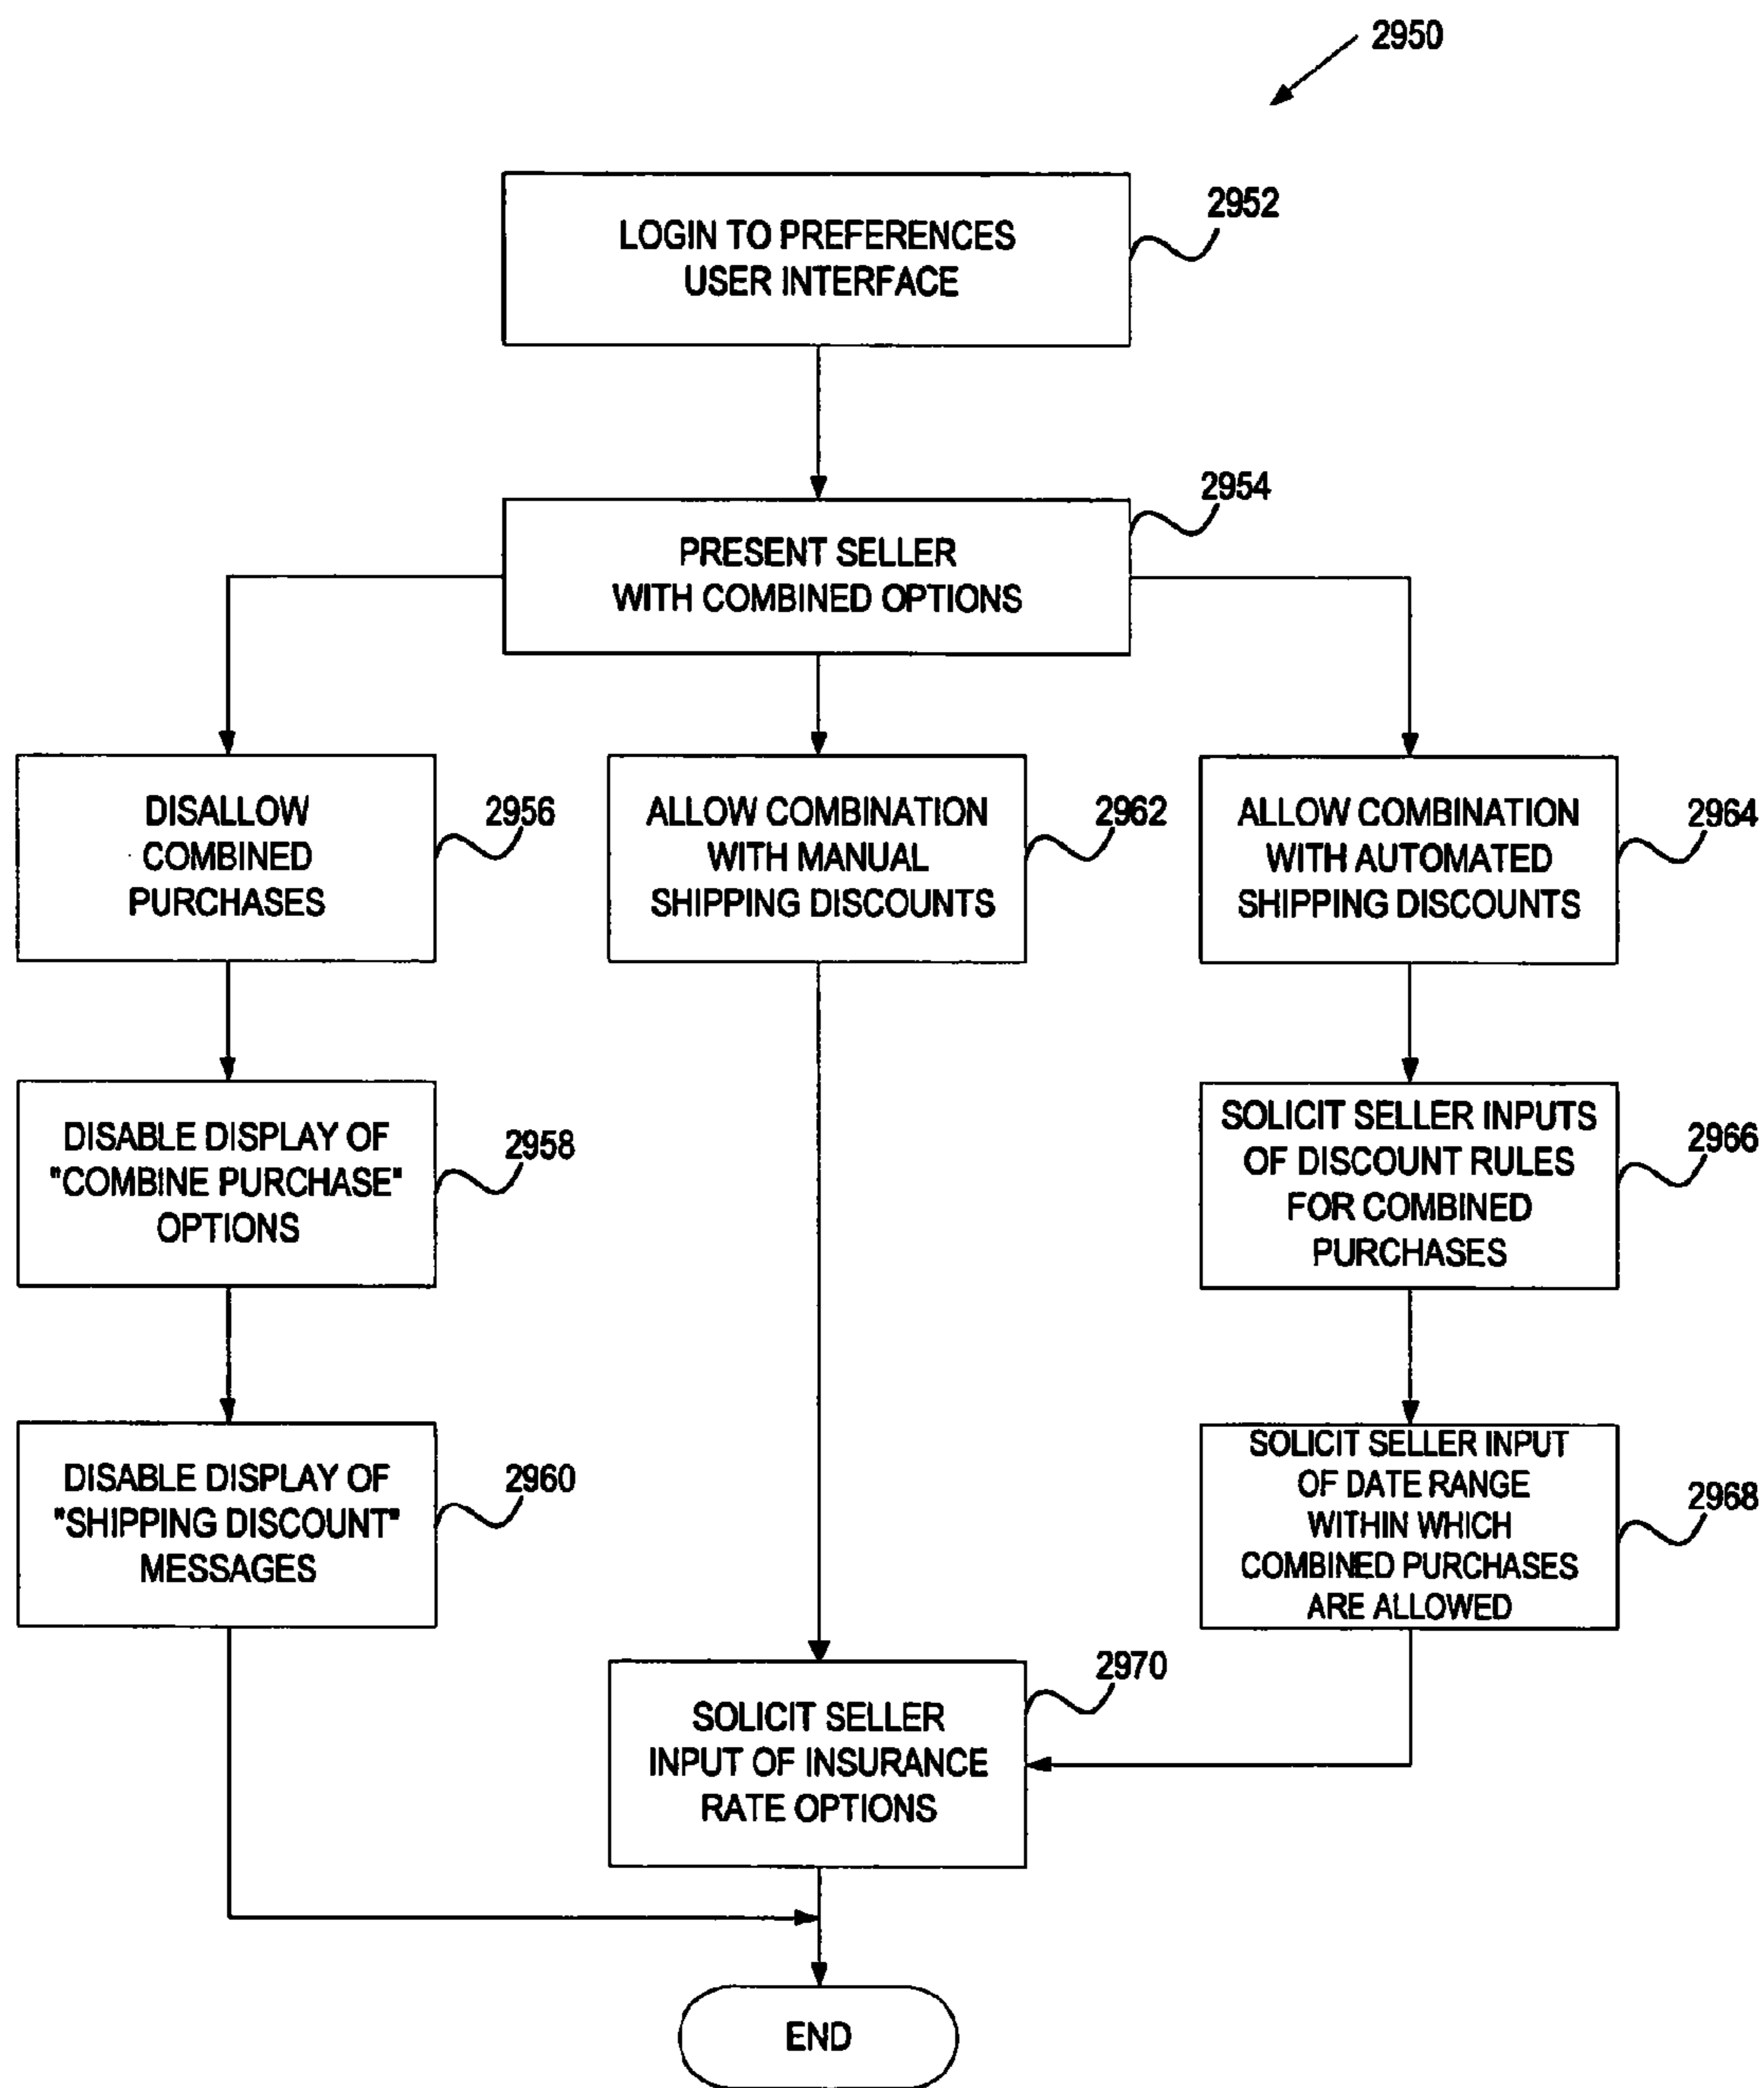 2950
LOGIN TO PREFERENCES
USER INTERFACE
2952
PRESENT SELLER
WITH COMBINED OPTIONS
2954
DISALLOW
COMBINED
PURCHASES
2956
ALLOW COMBINATION
WITH MANUAL
SHIPPING DISCOUNTS
2962
ALLOW COMBINATION
WITH AUTOMATED
SHIPPING DISCOUNTS
2964
DISABLE DISPLAY OF
"COMBINE PURCHASE"
OPTIONS
2958
SOLICIT SELLER INPUTS
OF DISCOUNT RULES
FOR COMBINED
PURCHASES
2966
DISABLE DISPLAY OF
"SHIPPING DISCOUNT"
MESSAGES
2960
SOLICIT SELLER INPUT
OF DATE RANGE
WITHIN WHICH
COMBINED PURCHASES
ARE ALLOWED
2968
SOLICIT SELLER
INPUT OF INSURANCE
RATE OPTIONS
2970
END